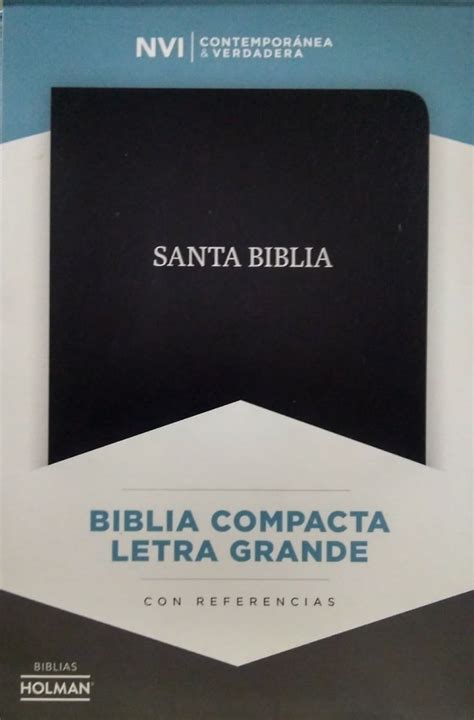 NVI | CONTEMPORÁNEA
& VERDADERA
SANTA BIBLIA
BIBLIA COMPACTA
LETRA GRANDE
CON REFERENCIAS
BIBLIAS
HOLMAN®